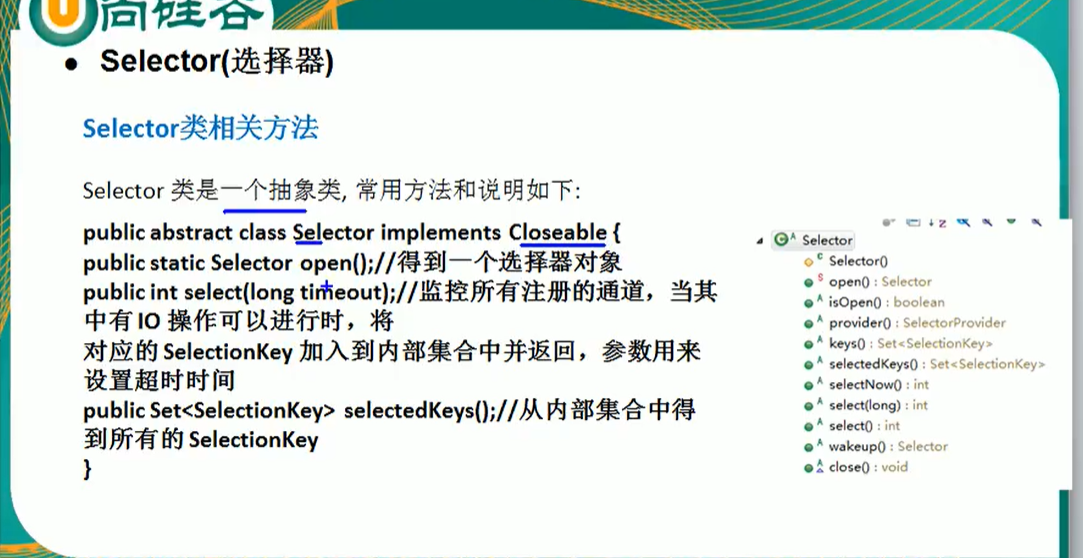 尚硅谷
● Selector(选择器)
Selector类相关方法
Selector 类是一个抽象类, 常用方法和说明如下:
public abstract class Selector implements Closeable {
public static Selector open();//得到一个选择器对象
public int select(long timeout);//监控所有注册的通道，当其
中有 IO 操作可以进行时，将
对应的 SelectionKey 加入到内部集合中并返回，参数用来
设置超时时间
public Set<SelectionKey> selectedKeys();//从内部集合中得
到所有的 SelectionKey
}
Selector
Selector()
open() : Selector
isOpen() : boolean
provider() : SelectorProvider
keys() : Set<SelectionKey>
selectedKeys() : Set<SelectionKey>
selectNow() : int
select(long) : int
select() : int
wakeup() : Selector
close() : void